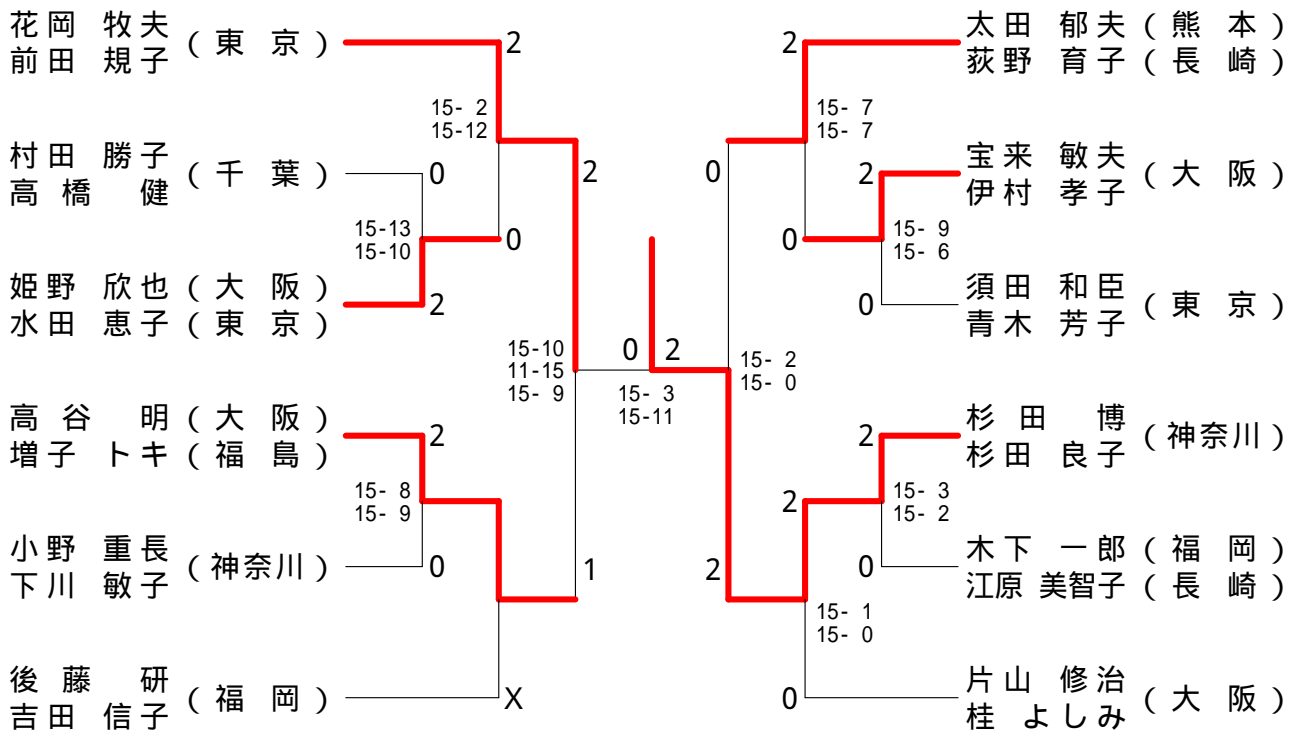 花岡 牧夫
前田 規子 (東 京)
2
15- 2
15-12
村田 勝子
高橋 健 (千 葉)
0
15-13
15-10
0
姫野 欣也 (大 阪)
水田 恵子 (東 京)
2
2
15-10
11-15
15- 9
高谷 明 (大 阪)
増子 トキ (福 島)
2
15- 8
15- 9
小野 重長
下川 敏子 (神奈川)
0
1
後藤 研
吉田 信子 (福 岡)
X
0 2
15- 3
15-11
太田 郁夫 (熊 本)
荻野 育子 (長 崎)
2
15- 7
15- 7
0
宝来 敏夫
伊村 孝子 (大 阪)
2
15- 9
15- 6
0
須田 和臣
青木 芳子 (東 京)
0
15- 2
15- 0
杉田 博
杉田 良子 (神奈川)
2
15- 3
15- 2
2
木下 一郎 (福 岡)
江原 美智子 (長 崎)
0
2
15- 1
15- 0
片山 修治
桂 よしみ (大 阪)
0